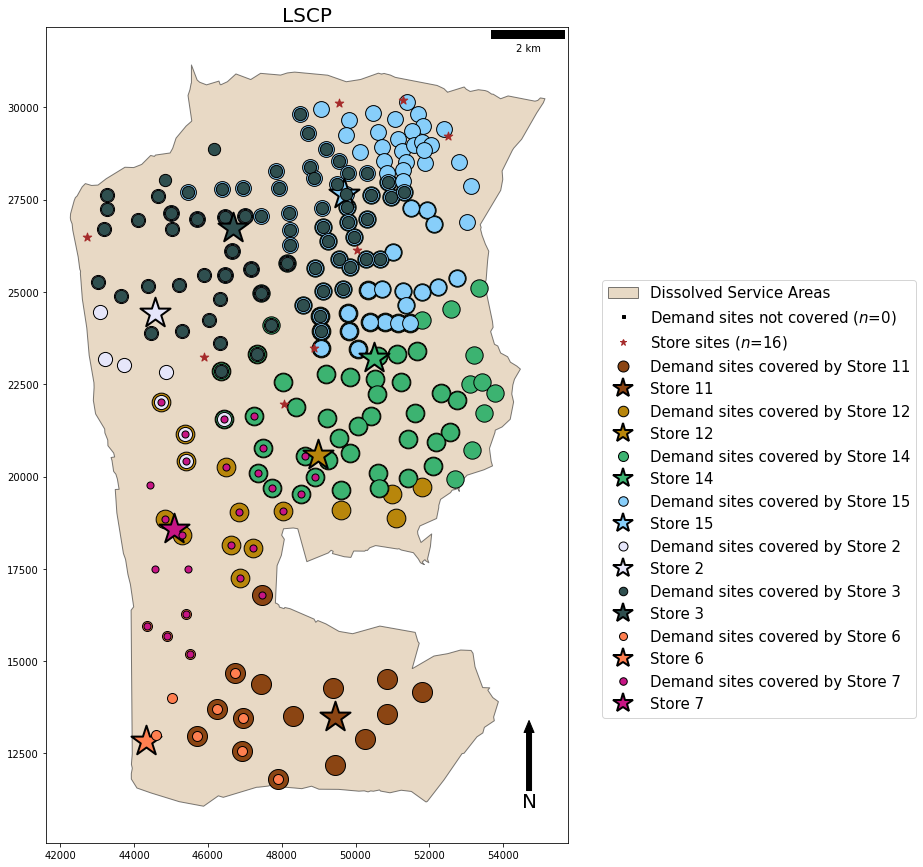 LSCP
2 km
30000
27500
25000
22500
20000
17500
15000
12500
N
42000 44000 46000 48000 50000 52000 54000
Dissolved Service Areas
Demand sites not covered (n=0)
Store sites (n=16)
Demand sites covered by Store 11
Store 11
Demand sites covered by Store 12
Store 12
Demand sites covered by Store 14
Store 14
Demand sites covered by Store 15
Store 15
Demand sites covered by Store 2
Store 2
Demand sites covered by Store 3
Store 3
Demand sites covered by Store 6
Store 6
Demand sites covered by Store 7
Store 7